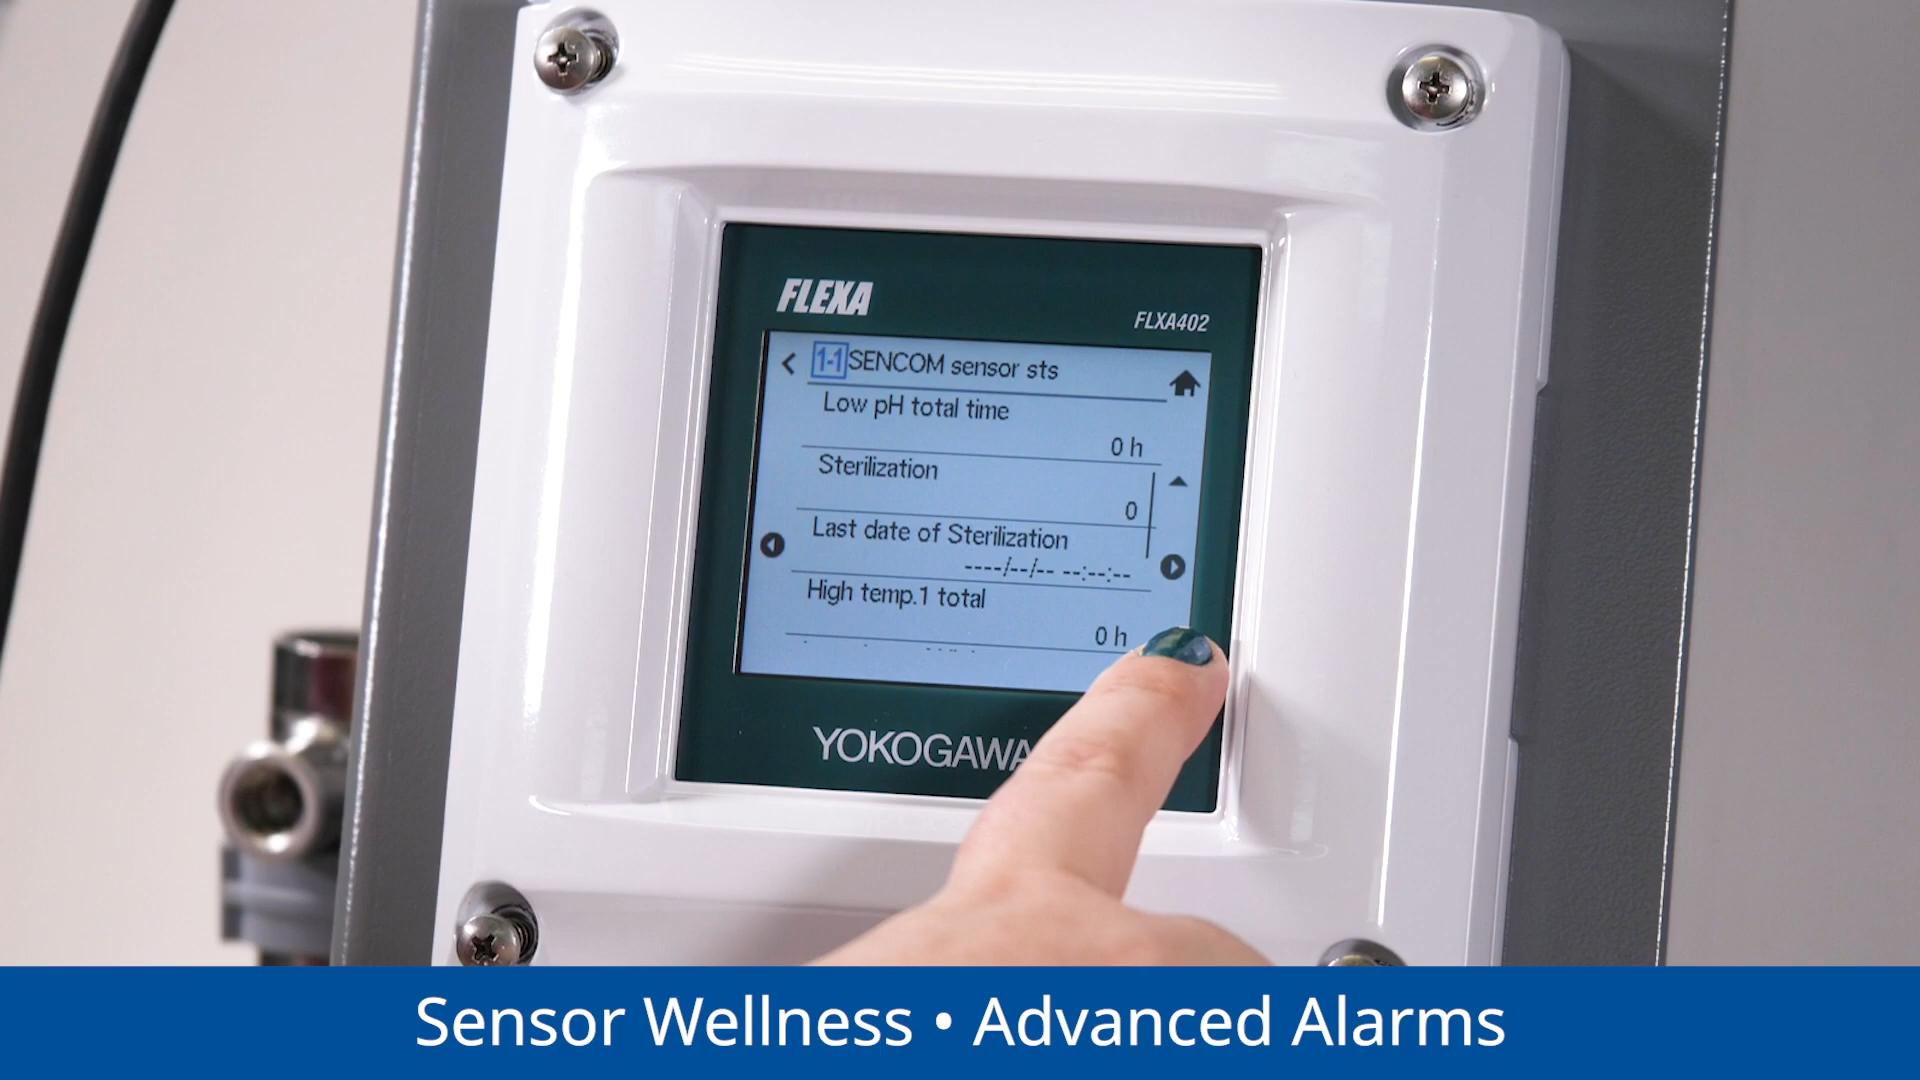 FLEXA
FLXA402
1-1 SENCOM sensor sts
Low pH total time
0 h
Sterilization
0
Last date of Sterilization
----/--/-- --:--:--
High temp.1 total
0 h
YOKOGAWA
Sensor Wellness • Advanced Alarms